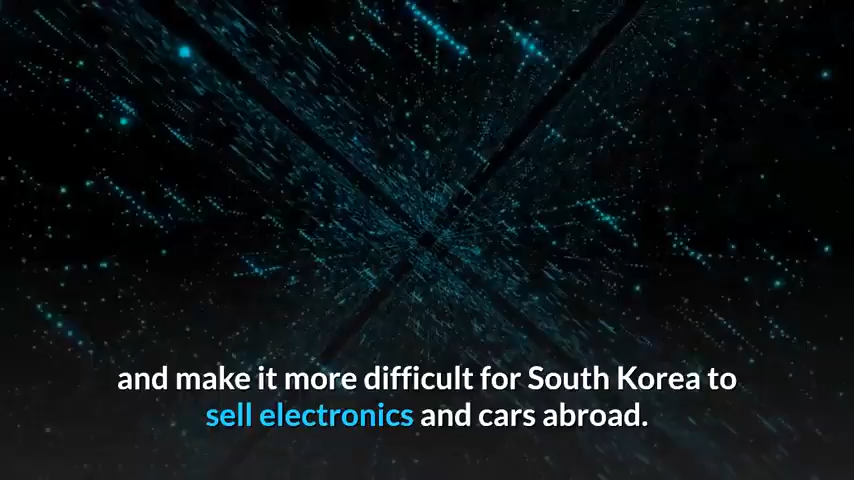 and make it more difficult for South Korea to
sell electronics and cars abroad.